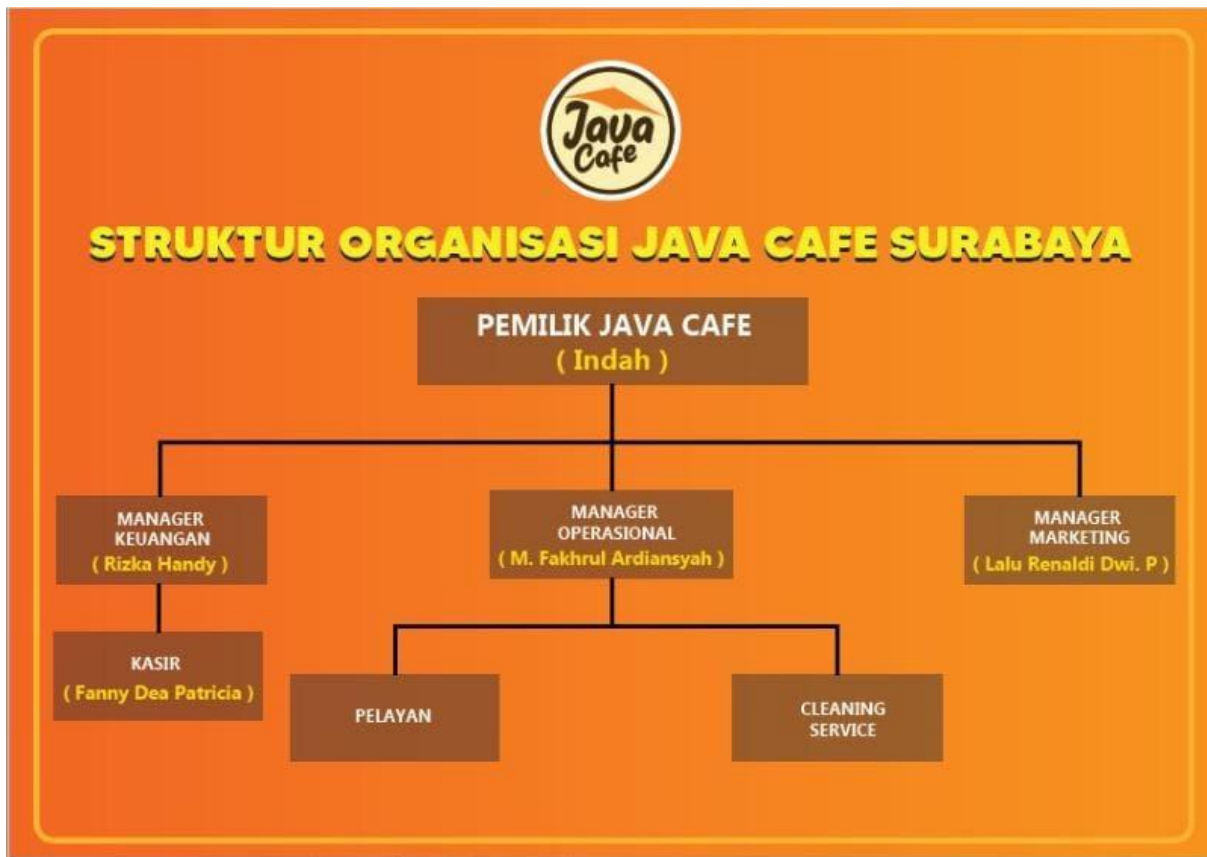 Java
Cafe
STRUKTUR ORGANISASI JAVA CAFE SURABAYA
PEMILIK JAVA CAFE
( Indah )
MANAGER
KEUANGAN
( Rizka Handy )
MANAGER
OPERASIONAL
( M. Fakhrul Ardiansyah )
MANAGER
MARKETING
( Lalu Renaldi Dwi. P )
KASIR
( Fanny Dea Patricia )
PELAYAN
CLEANING
SERVICE